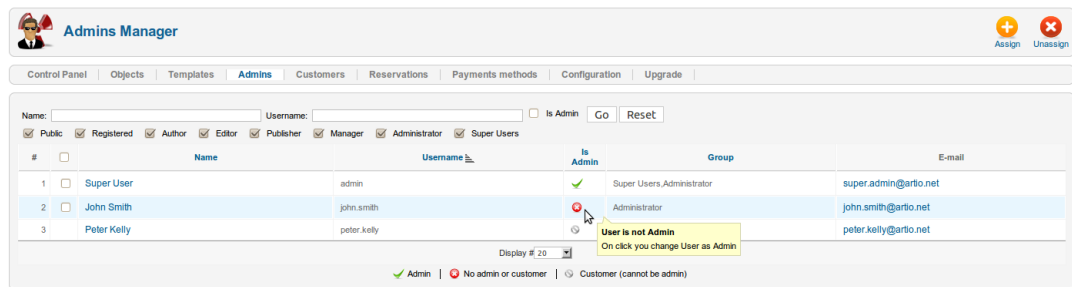 Admins Manager
Assign Unassign
Control Panel Objects Templates Admins Customers Reservations Payments methods Configuration Upgrade
Name: Username: Is Admin Go Reset
Public Registered Author Editor Publisher Manager Administrator Super Users
# Name Username Is Admin Group E-mail
1 Super User admin Super Users,Administrator super.admin@artio.net
2 John Smith john.smith Administrator john.smith@artio.net
3 Peter Kelly peter.kelly peter.kelly@artio.net
User is not Admin
On click you change User as Admin
Display # 20
Admin | No admin or customer | Customer (cannot be admin)